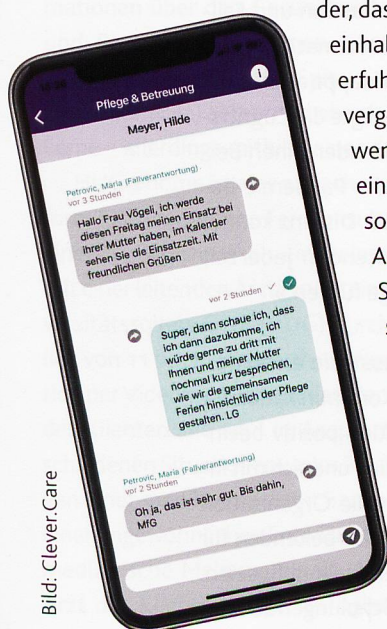 der, das
einhal
erfuh
verg
wer
ein
so
A
S
Pflege & Betreuung
Meyer, Hilde
Petrovic, Maria (Fallverantwortung)
vor 3 Stunden
Hallo Frau Vögeli, ich werde
diesen Freitag meinen Einsatz bei
Ihrer Mutter haben, im Kalender
sehen Sie die Einsatzzeit. Mit
freundlichen Grüßen
vor 2 Stunden
Super, dann schaue ich, dass
ich dann dazukomme, ich
würde gerne zu dritt mit
Ihnen und meiner Mutter
nochmal kurz besprechen,
wie wir die gemeinsamen
Ferien hinsichtlich der Pflege
gestalten. LG
Petrovic, Maria (Fallverantwortung)
vor 2 Stunden
Oh ja, das ist sehr gut. Bis dahin,
MfG
Bild: Clever.Care